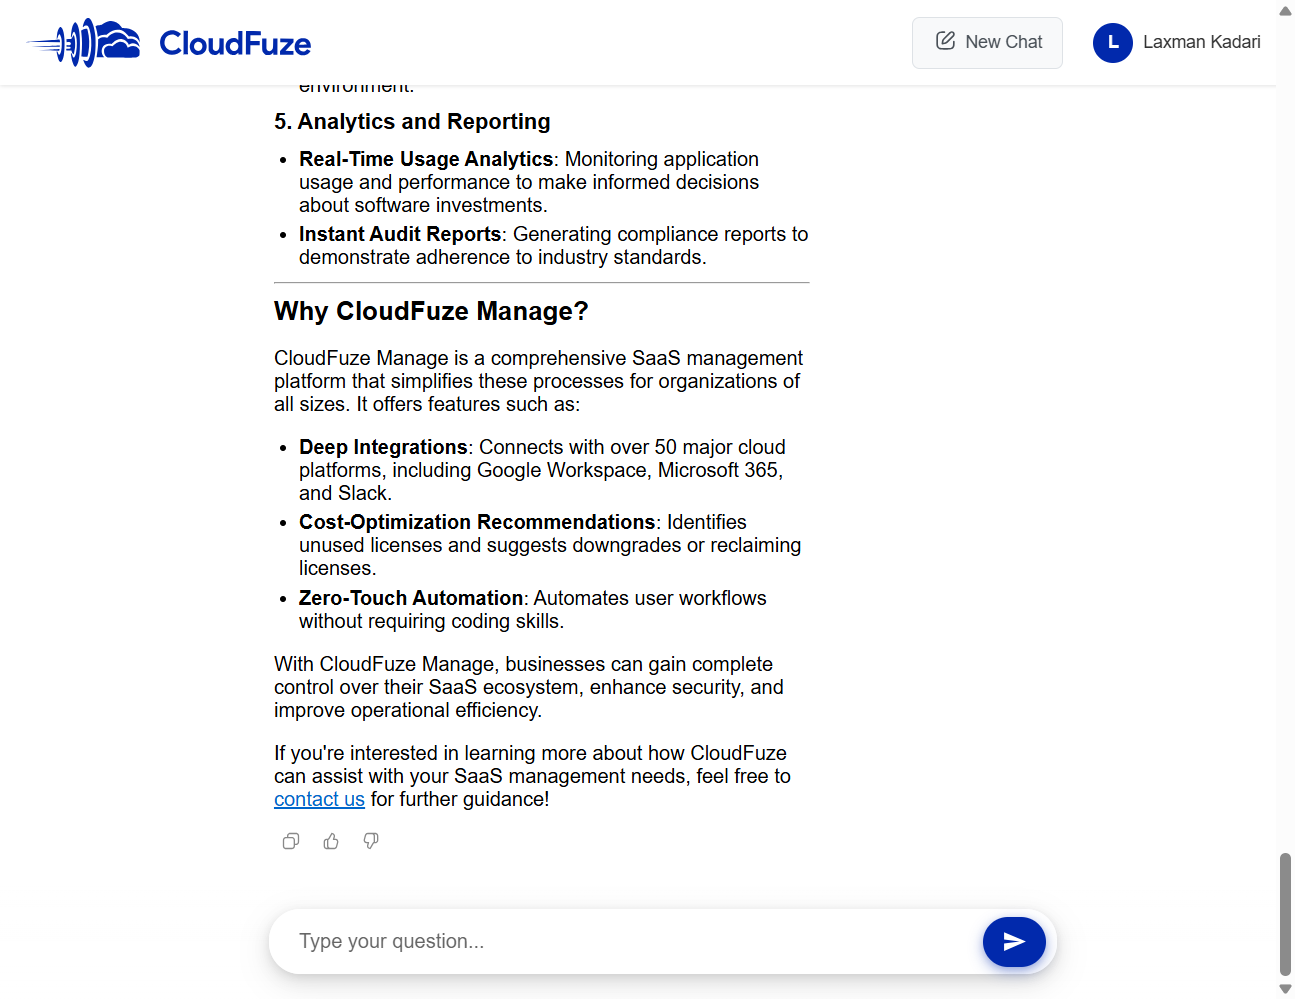 CloudFuze
New Chat
L
Laxman Kadari
environment.
5. Analytics and Reporting
• Real-Time Usage Analytics: Monitoring application
usage and performance to make informed decisions
about software investments.
• Instant Audit Reports: Generating compliance reports to
demonstrate adherence to industry standards.
Why CloudFuze Manage?
CloudFuze Manage is a comprehensive SaaS management
platform that simplifies these processes for organizations of
all sizes. It offers features such as:
• Deep Integrations: Connects with over 50 major cloud
platforms, including Google Workspace, Microsoft 365,
and Slack.
• Cost-Optimization Recommendations: Identifies
unused licenses and suggests downgrades or reclaiming
licenses.
• Zero-Touch Automation: Automates user workflows
without requiring coding skills.
With CloudFuze Manage, businesses can gain complete
control over their SaaS ecosystem, enhance security, and
improve operational efficiency.
If you're interested in learning more about how CloudFuze
can assist with your SaaS management needs, feel free to
contact us for further guidance!
Type your question...